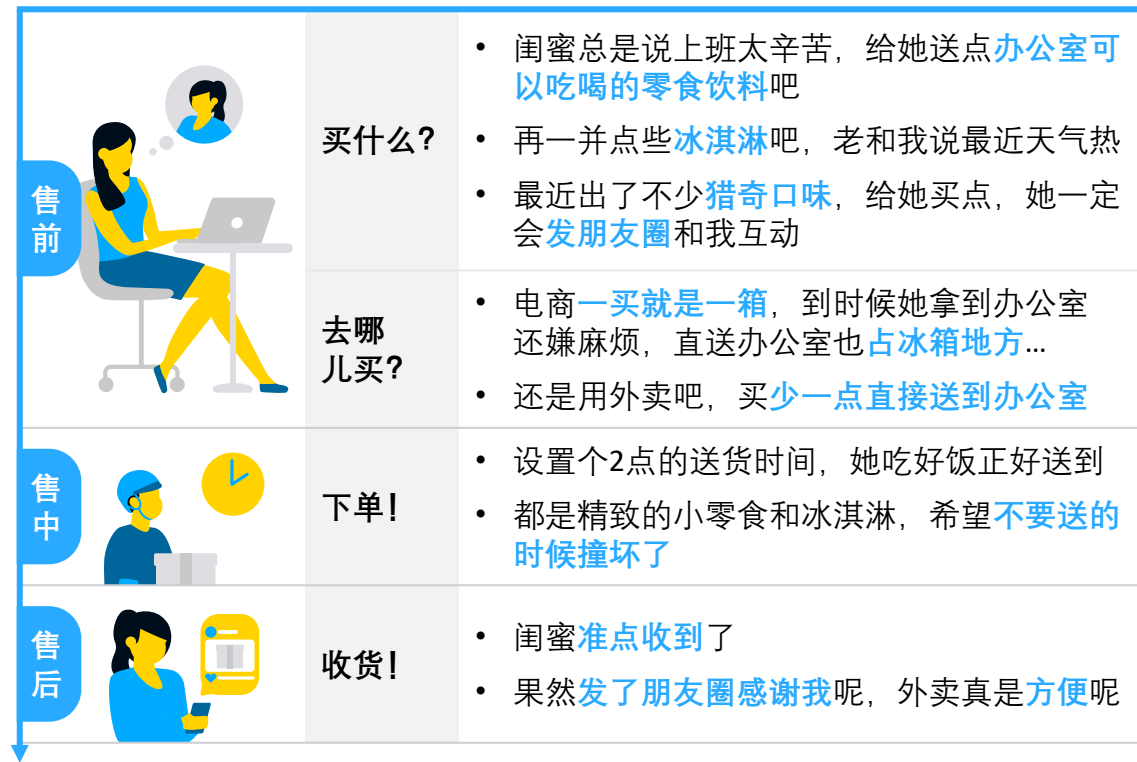 售前
买什么？
• 闺蜜总是说上班太辛苦，给她送点办公室可
以吃喝的零食饮料吧
• 再一并点些冰淇淋吧，老和我说最近天气热
• 最近出了不少猎奇口味，给她买点，她一定
会发朋友圈和我互动
去哪
儿买？
• 电商一买就是一箱，到时候她拿到办公室
还嫌麻烦，直送办公室也占冰箱地方…
• 还是用外卖吧，买少一点直接送到办公室
售中
下单！
• 设置个2点的送货时间，她吃好饭正好送到
• 都是精致的小零食和冰淇淋，希望不要送的
时候撞坏了
售后
收货！
• 闺蜜准点收到了
• 果然发了朋友圈感谢我呢，外卖真是方便呢